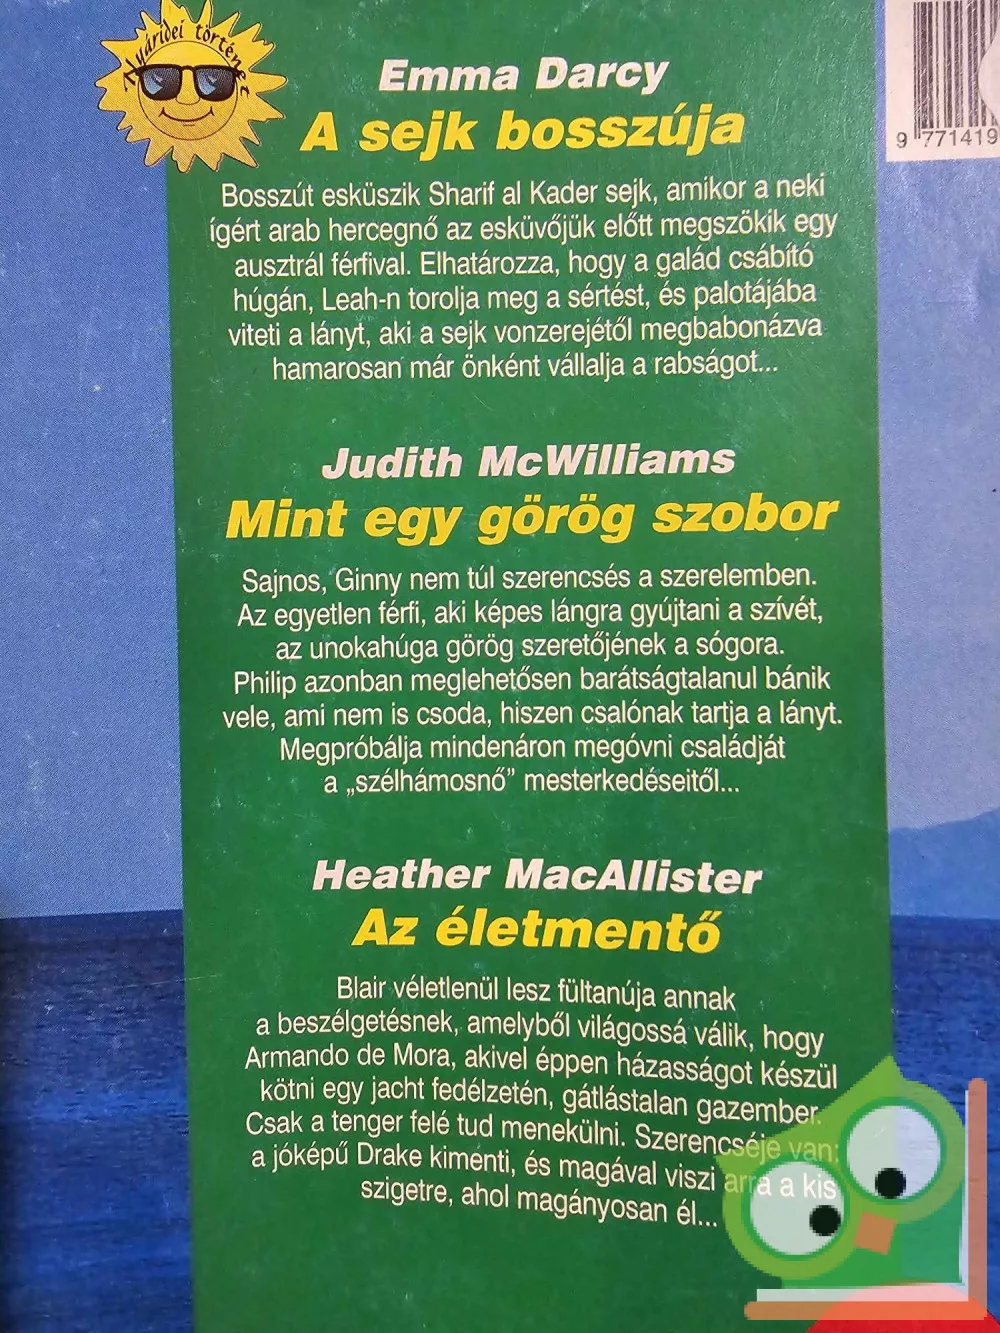 Nyáridei történet
Emma Darcy
A sejk bosszúja
Bosszút esküszik Sharif al Kader sejk, amikor a neki
ígért arab hercegnő az esküvőjük előtt megszökik egy
ausztrál férfival. Elhatározza, hogy a galád csábító
húgán, Leah-n torolja meg a sértést, és palotájába
viteti a lányt, aki a sejk vonzerejétől megbabonázva
hamarosan már önként vállalja a rabságot...
9 771419
Judith McWilliams
Mint egy görög szobor
Sajnos, Ginny nem túl szerencsés a szerelemben.
Az egyetlen férfi, aki képes lángra gyújtani a szívét,
az unokahúga görög szeretőjének a sógora.
Philip azonban meglehetősen barátságtalanul bánik
vele, ami nem is csoda, hiszen csalónak tartja a lányt.
Megpróbálja mindenáron megóvni családját
a „szélhámosnő” mesterkedéseitől...
Heather MacAllister
Az életmentő
Blair véletlenül lesz fültanúja annak
a beszélgetésnek, amelyből világossá válik, hogy
Armando de Mora, akivel éppen házasságot készül
kötni egy jacht fedélzetén, gátlástalan gazember.
Csak a tenger felé tud menekülni. Szerencséje van:
a jóképű Drake kimenti, és magával viszi arra a kis
szigetre, ahol magányosan él...